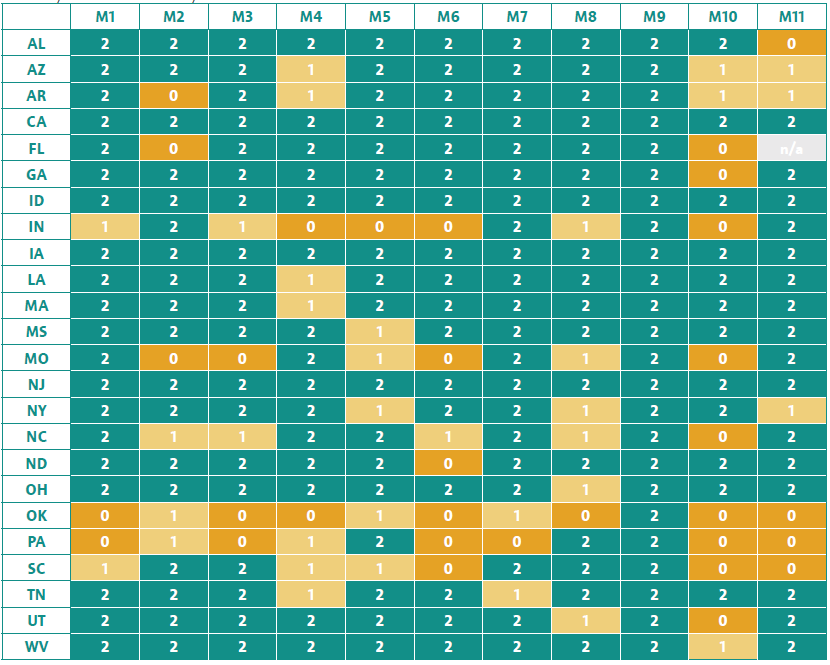 M1 M2 M3 M4 M5 M6 M7 M8 M9 M10 M11
AL 2 2 2 2 2 2 2 2 2 2 0
AZ 2 2 2 1 2 2 2 2 2 1 1
AR 2 0 2 1 2 2 2 2 2 1 1
CA 2 2 2 2 2 2 2 2 2 2 2
FL 2 0 2 2 2 2 2 2 2 0 n/a
GA 2 2 2 2 2 2 2 2 2 0 2
ID 2 2 2 2 2 2 2 2 2 2 2
IN 1 2 1 0 0 0 2 1 2 0 2
IA 2 2 2 2 2 2 2 2 2 2 2
LA 2 2 2 1 2 2 2 2 2 2 2
MA 2 2 2 1 2 2 2 2 2 2 2
MS 2 2 2 2 1 2 2 2 2 2 2
MO 2 0 0 2 1 0 2 1 2 0 2
NJ 2 2 2 2 2 2 2 2 2 2 2
NY 2 2 2 2 1 2 2 1 2 2 1
NC 2 1 1 2 2 1 2 1 2 0 2
ND 2 2 2 2 2 0 2 2 2 2 2
OH 2 2 2 2 2 2 2 1 2 2 2
OK 0 1 0 0 1 0 1 0 2 0 0
PA 0 1 0 1 2 0 0 2 2 0 0
SC 1 2 2 1 1 0 2 2 2 0 0
TN 2 2 2 1 2 2 1 2 2 2 2
UT 2 2 2 2 2 2 2 1 2 0 2
WV 2 2 2 2 2 2 2 2 2 1 2